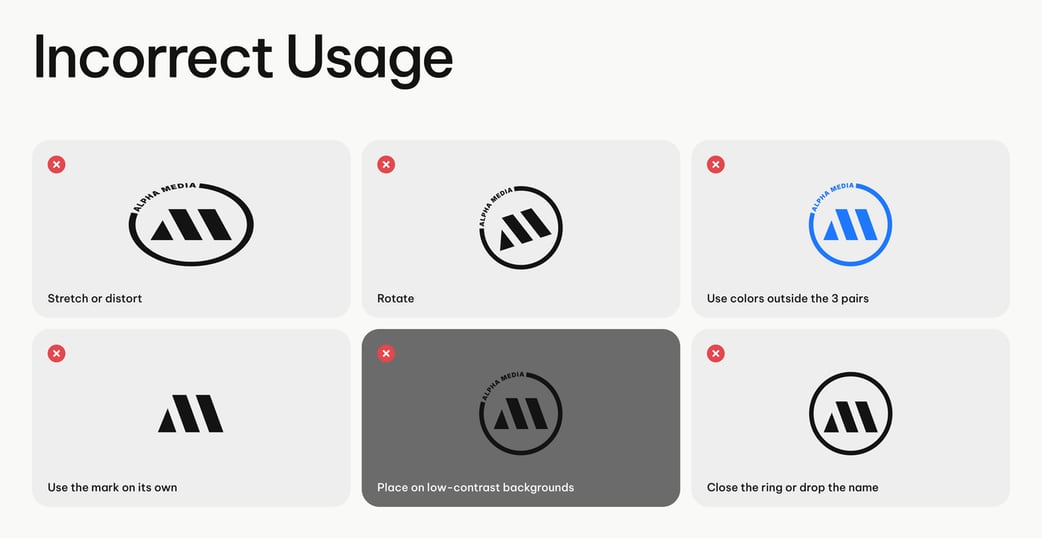 Incorrect Usage
ALPHA MEDIA
Stretch or distort
ALPHA MEDIA
Rotate
ALPHA MEDIA
Use colors outside the 3 pairs
Use the mark on its own
ALPHA MEDIA
Place on low-contrast backgrounds
Close the ring or drop the name